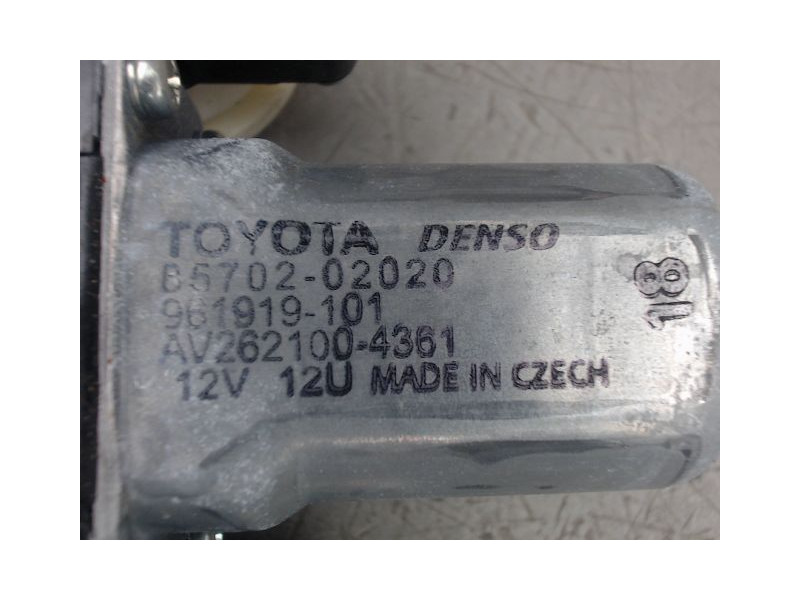 TOYOTA DENSO
85702-02020
961919-101
AV262100-4361
12V 12U MADE IN CZECH
18